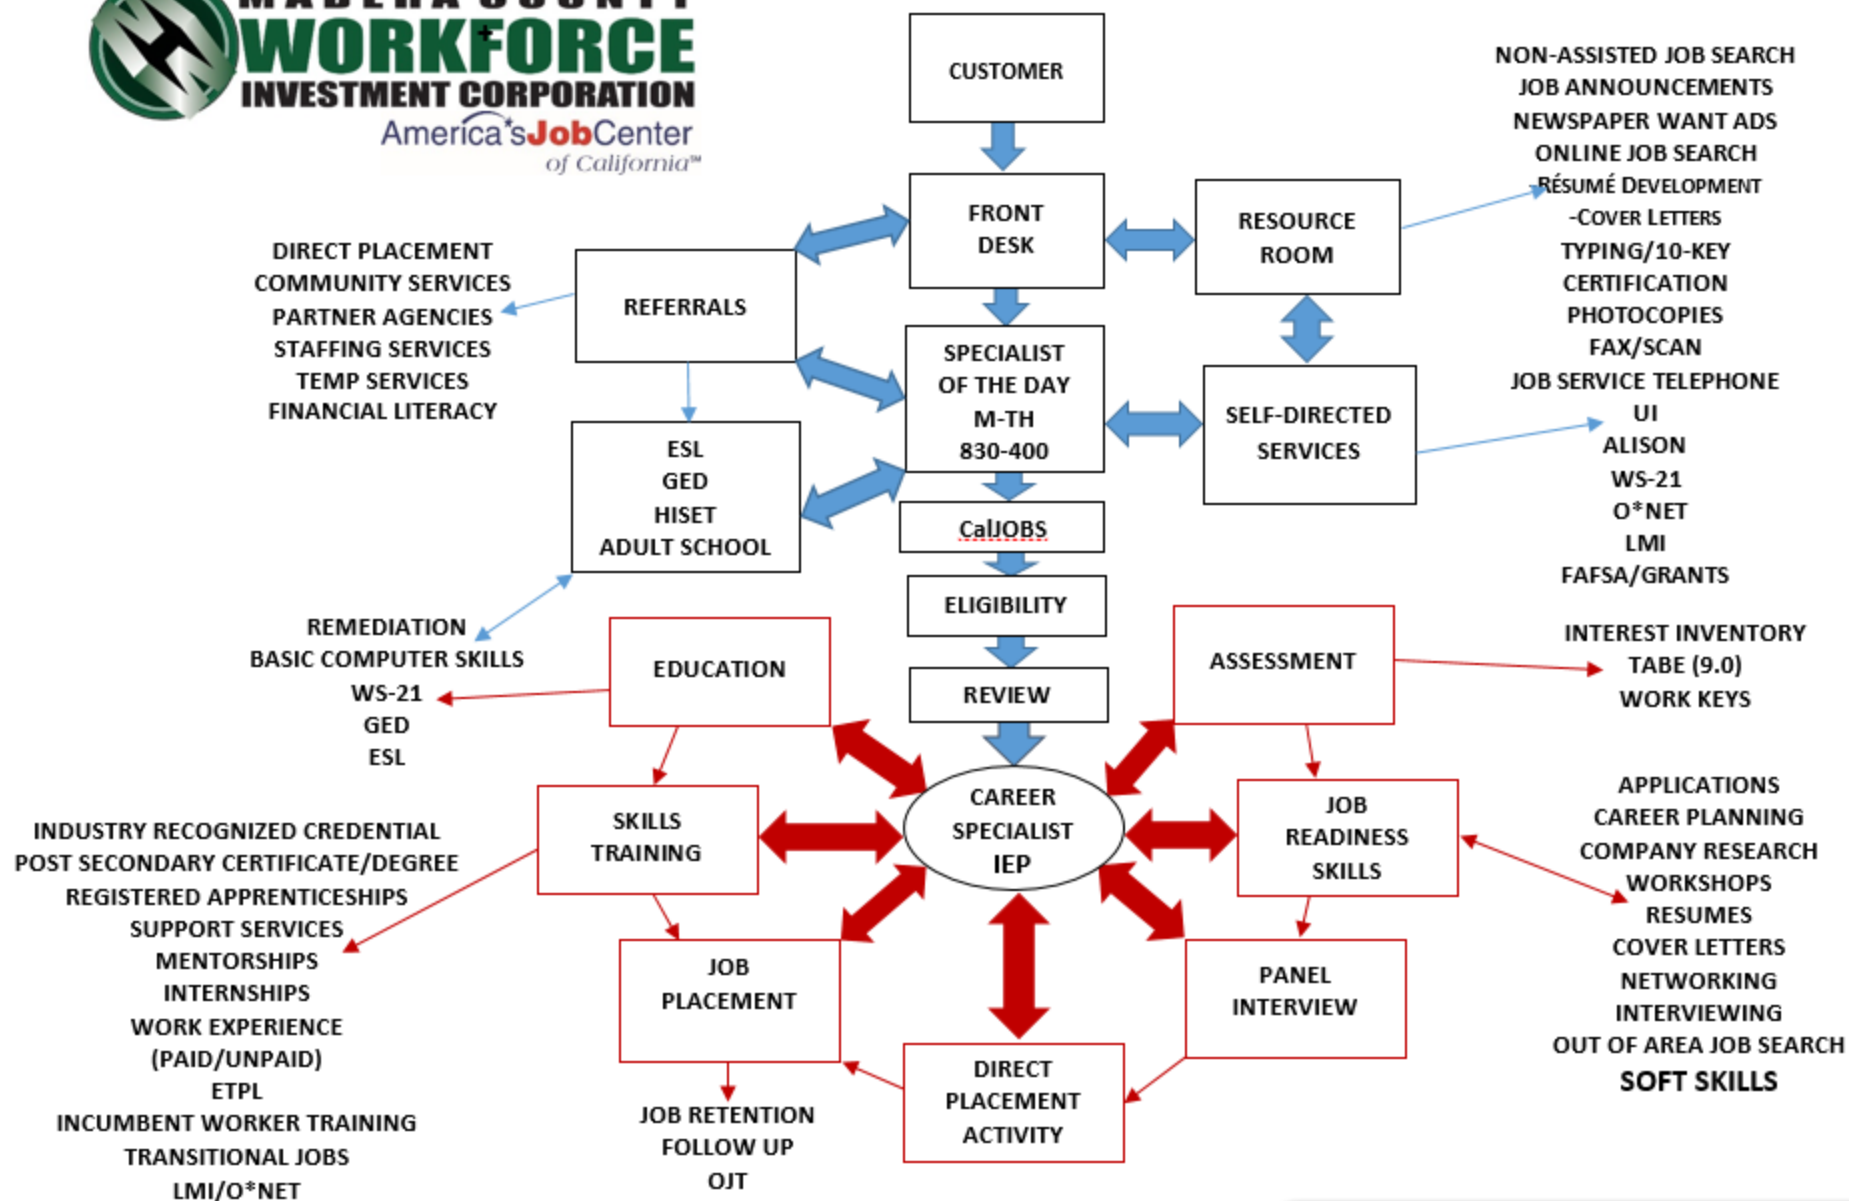 MADERA COUNTY
WORKFORCE
INVESTMENT CORPORATION
America's JobCenter
of California™
CUSTOMER
FRONT
DESK
RESOURCE
ROOM
NON-ASSISTED JOB SEARCH
JOB ANNOUNCEMENTS
NEWSPAPER WANT ADS
ONLINE JOB SEARCH
-RÉSUMÉ DEVELOPMENT
-COVER LETTERS
TYPING/10-KEY
CERTIFICATION
PHOTOCOPIES
FAX/SCAN
JOB SERVICE TELEPHONE
UI
ALISON
WS-21
O*NET
LMI
FAFSA/GRANTS
DIRECT PLACEMENT
COMMUNITY SERVICES
PARTNER AGENCIES
STAFFING SERVICES
TEMP SERVICES
FINANCIAL LITERACY
REFERRALS
SPECIALIST
OF THE DAY
M-TH
830-400
SELF-DIRECTED
SERVICES
ESL
GED
HISET
ADULT SCHOOL
CalJOBS
ELIGIBILITY
REVIEW
REMEDIATION
BASIC COMPUTER SKILLS
WS-21
GED
ESL
EDUCATION
ASSESSMENT
INTEREST INVENTORY
TABE (9.0)
WORK KEYS
SKILLS
TRAINING
CAREER
SPECIALIST
IEP
JOB
READINESS
SKILLS
APPLICATIONS
CAREER PLANNING
COMPANY RESEARCH
WORKSHOPS
RESUMES
COVER LETTERS
NETWORKING
INTERVIEWING
OUT OF AREA JOB SEARCH
SOFT SKILLS
INDUSTRY RECOGNIZED CREDENTIAL
POST SECONDARY CERTIFICATE/DEGREE
REGISTERED APPRENTICESHIPS
SUPPORT SERVICES
MENTORSHIPS
INTERNSHIPS
WORK EXPERIENCE
(PAID/UNPAID)
ETPL
INCUMBENT WORKER TRAINING
TRANSITIONAL JOBS
LMI/O*NET
JOB
PLACEMENT
PANEL
INTERVIEW
DIRECT
PLACEMENT
ACTIVITY
JOB RETENTION
FOLLOW UP
OJT